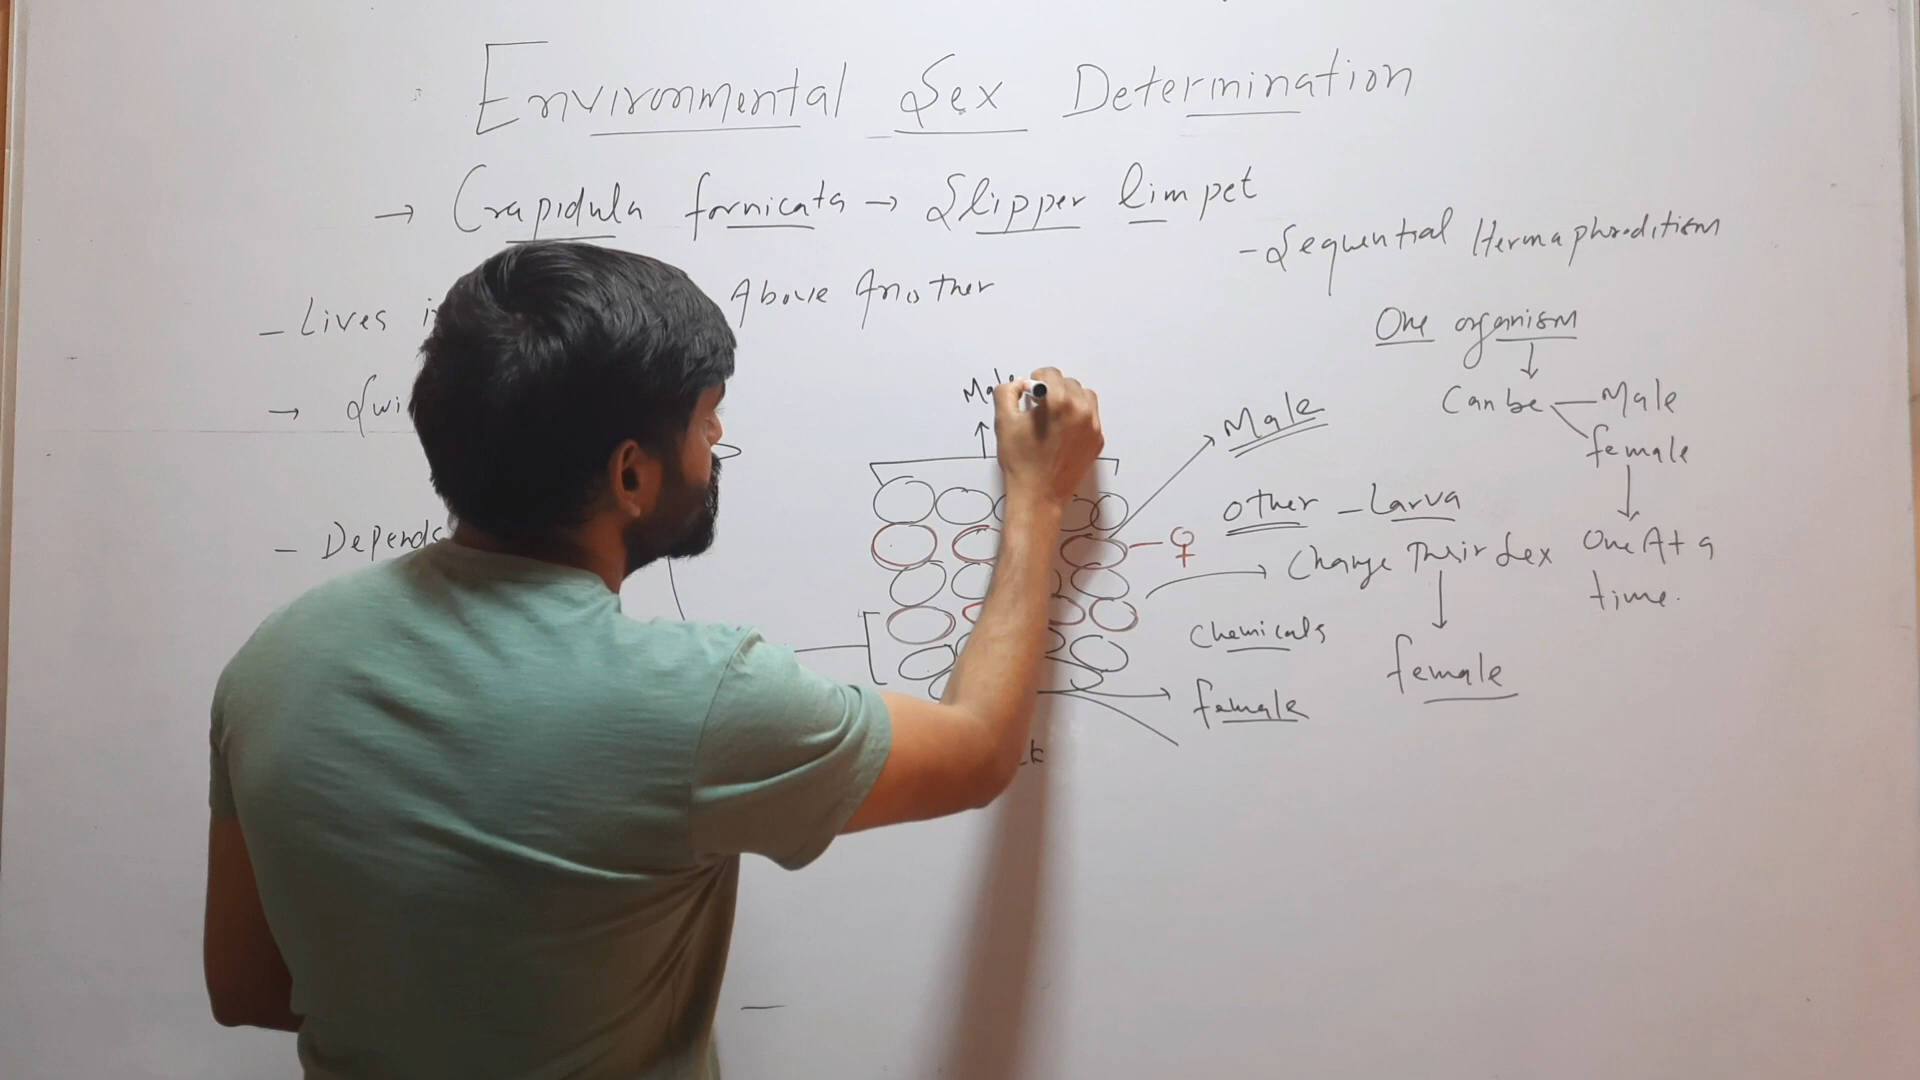 Environmental Sex Determination
→ Crapidula fornicata → Slipper limpet
- Sequential Hermaphroditism
- Lives Above Another
One organism
Can be — Male
female
One At a
time.
→
- Depends
Male
Male
♀
Other - Larva
Change Their Sex
female
Chemicals
female